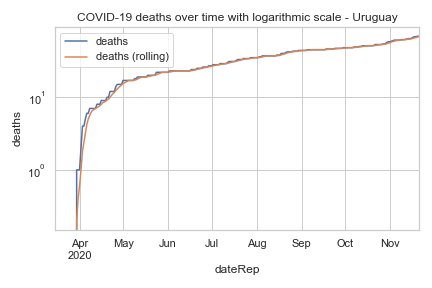 COVID-19 deaths over time with logarithmic scale - Uruguay
deaths
deaths (rolling)
deaths
10¹
10⁰
Apr May Jun Jul Aug Sep Oct Nov
2020
dateRep